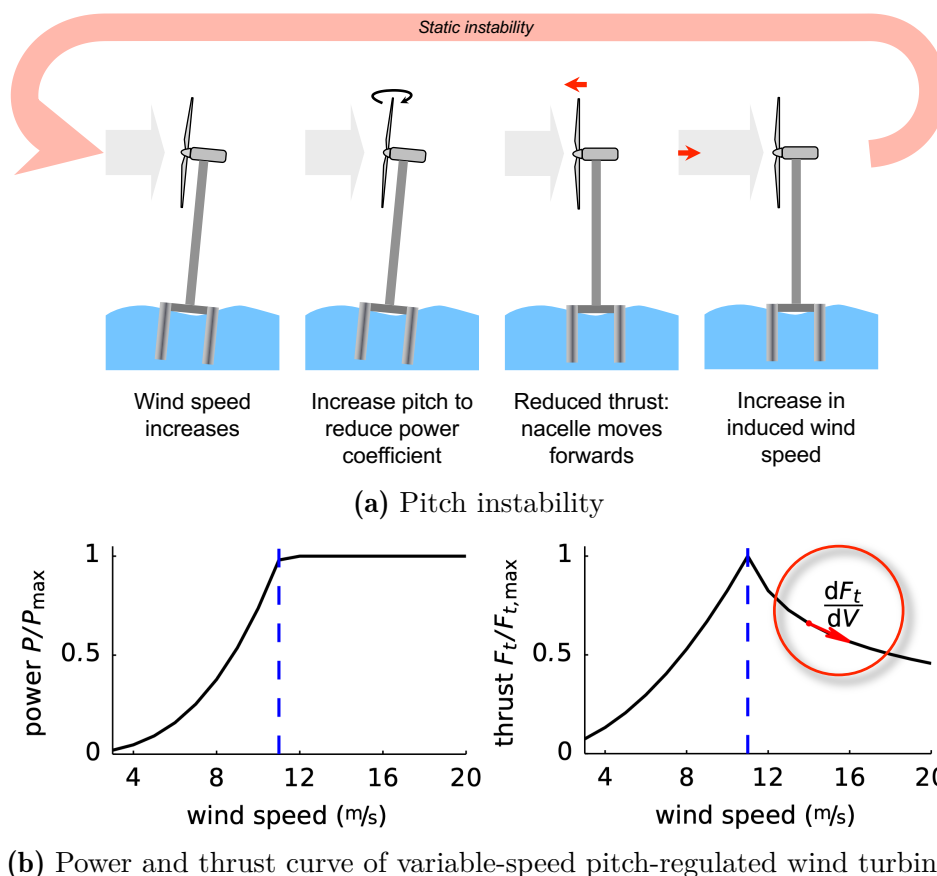 Static instability
Wind speed
increases
Increase pitch to
reduce power
coefficient
Reduced thrust:
nacelle moves
forwards
Increase in
induced wind
speed
(a) Pitch instability
power P/Pmax
1
0.5
0
4 8 12 16 20
wind speed (m/s)
thrust Ft/Ft,max
1
0.5
0
4 8 12 16 20
wind speed (m/s)
dFt
dV
(b) Power and thrust curve of variable-speed pitch-regulated wind turbin